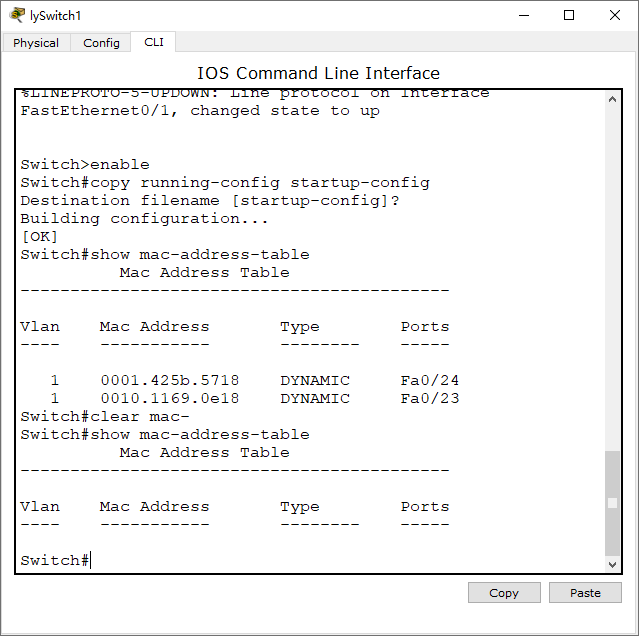 lySwitch1
Physical Config CLI
IOS Command Line Interface
%LINEPROTO-5-UPDOWN: Line protocol on Interface
FastEthernet0/1, changed state to up
Switch>enable
Switch#copy running-config startup-config
Destination filename [startup-config]?
Building configuration...
[OK]
Switch#show mac-address-table
          Mac Address Table
-------------------------------------------
Vlan    Mac Address       Type        Ports
----    -----------       --------    -----
   1    0001.425b.5718    DYNAMIC     Fa0/24
   1    0010.1169.0e18    DYNAMIC     Fa0/23
Switch#clear mac-
Switch#show mac-address-table
          Mac Address Table
-------------------------------------------
Vlan    Mac Address       Type        Ports
----    -----------       --------    -----
Switch#
Copy Paste